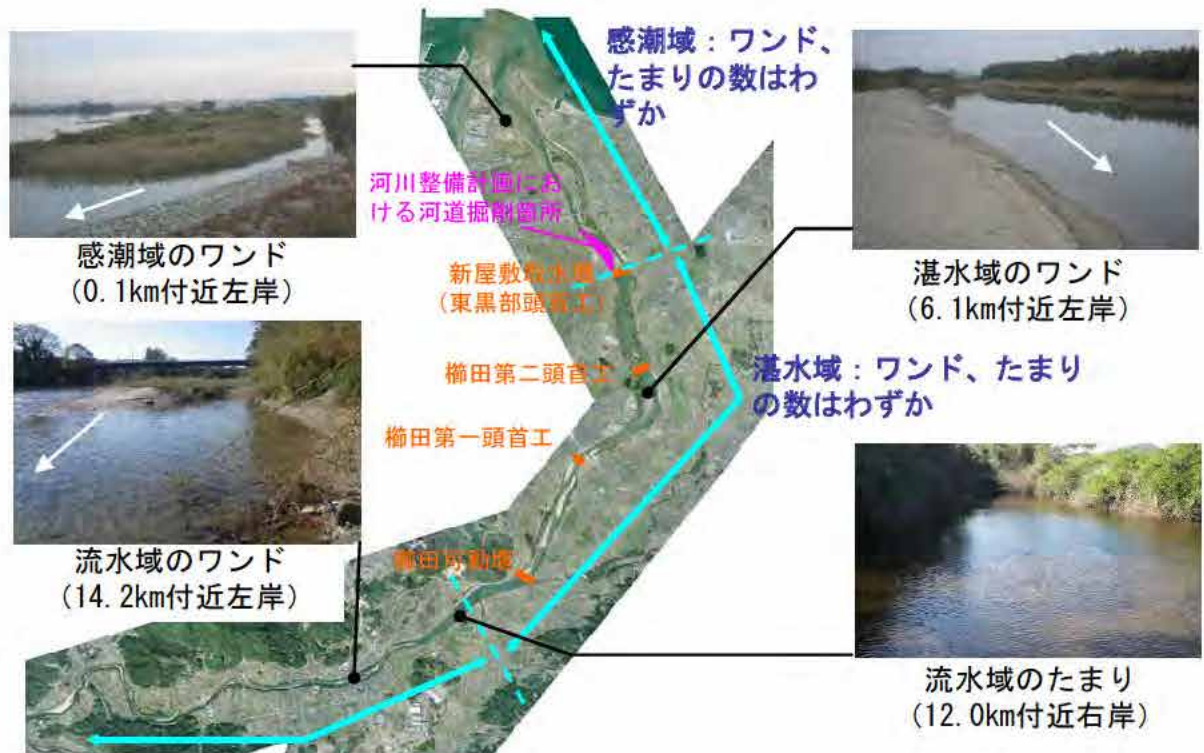 感潮域：ワンド、
たまりの数はわ
ずか
河川整備計画にお
ける河道掘削箇所
感潮域のワンド
(0.1km付近左岸)
湛水域のワンド
(6.1km付近左岸)
新屋敷取水堰
(東黒部頭首工)
櫛田第二頭首工
湛水域：ワンド、たまり
の数はわずか
櫛田第一頭首工
流水域のワンド
(14.2km付近左岸)
櫛田可動堰
流水域のたまり
(12.0km付近右岸)